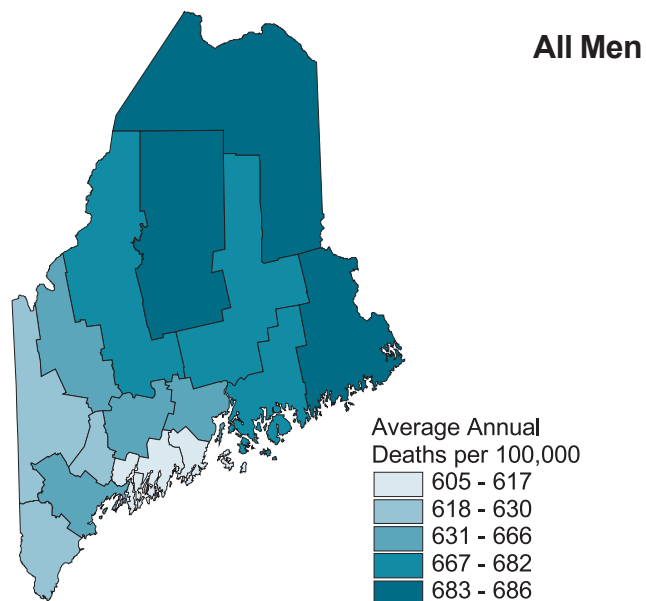 All Men
Average Annual
Deaths per 100,000
605 - 617
618 - 630
631 - 666
667 - 682
683 - 686